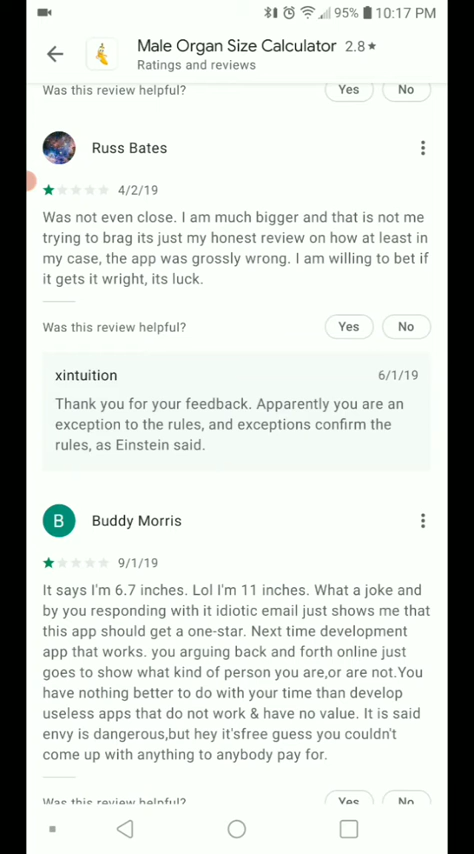 95% 10:17 PM
Male Organ Size Calculator 2.8★
Ratings and reviews
Was this review helpful? Yes No
Russ Bates
4/2/19
Was not even close. I am much bigger and that is not me
trying to brag its just my honest review on how at least in
my case, the app was grossly wrong. I am willing to bet if
it gets it wright, its luck.
Was this review helpful? Yes No
xintuition 6/1/19
Thank you for your feedback. Apparently you are an
exception to the rules, and exceptions confirm the
rules, as Einstein said.
B Buddy Morris
9/1/19
It says I'm 6.7 inches. Lol I'm 11 inches. What a joke and
by you responding with it idiotic email just shows me that
this app should get a one-star. Next time development
app that works. you arguing back and forth online just
goes to show what kind of person you are,or are not.You
have nothing better to do with your time than develop
useless apps that do not work & have no value. It is said
envy is dangerous,but hey it'sfree guess you couldn't
come up with anything to anybody pay for.
Was this review helpful? Yes No